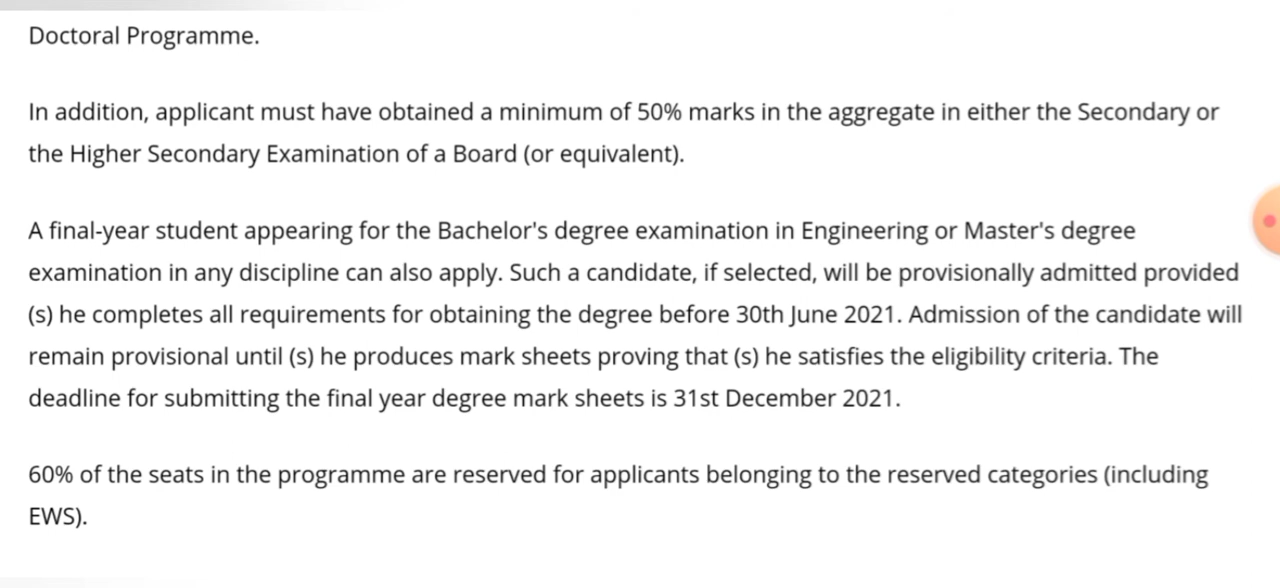 Doctoral Programme.
In addition, applicant must have obtained a minimum of 50% marks in the aggregate in either the Secondary or
the Higher Secondary Examination of a Board (or equivalent).
A final-year student appearing for the Bachelor's degree examination in Engineering or Master's degree
examination in any discipline can also apply. Such a candidate, if selected, will be provisionally admitted provided
(s) he completes all requirements for obtaining the degree before 30th June 2021. Admission of the candidate will
remain provisional until (s) he produces mark sheets proving that (s) he satisfies the eligibility criteria. The
deadline for submitting the final year degree mark sheets is 31st December 2021.
60% of the seats in the programme are reserved for applicants belonging to the reserved categories (including
EWS).